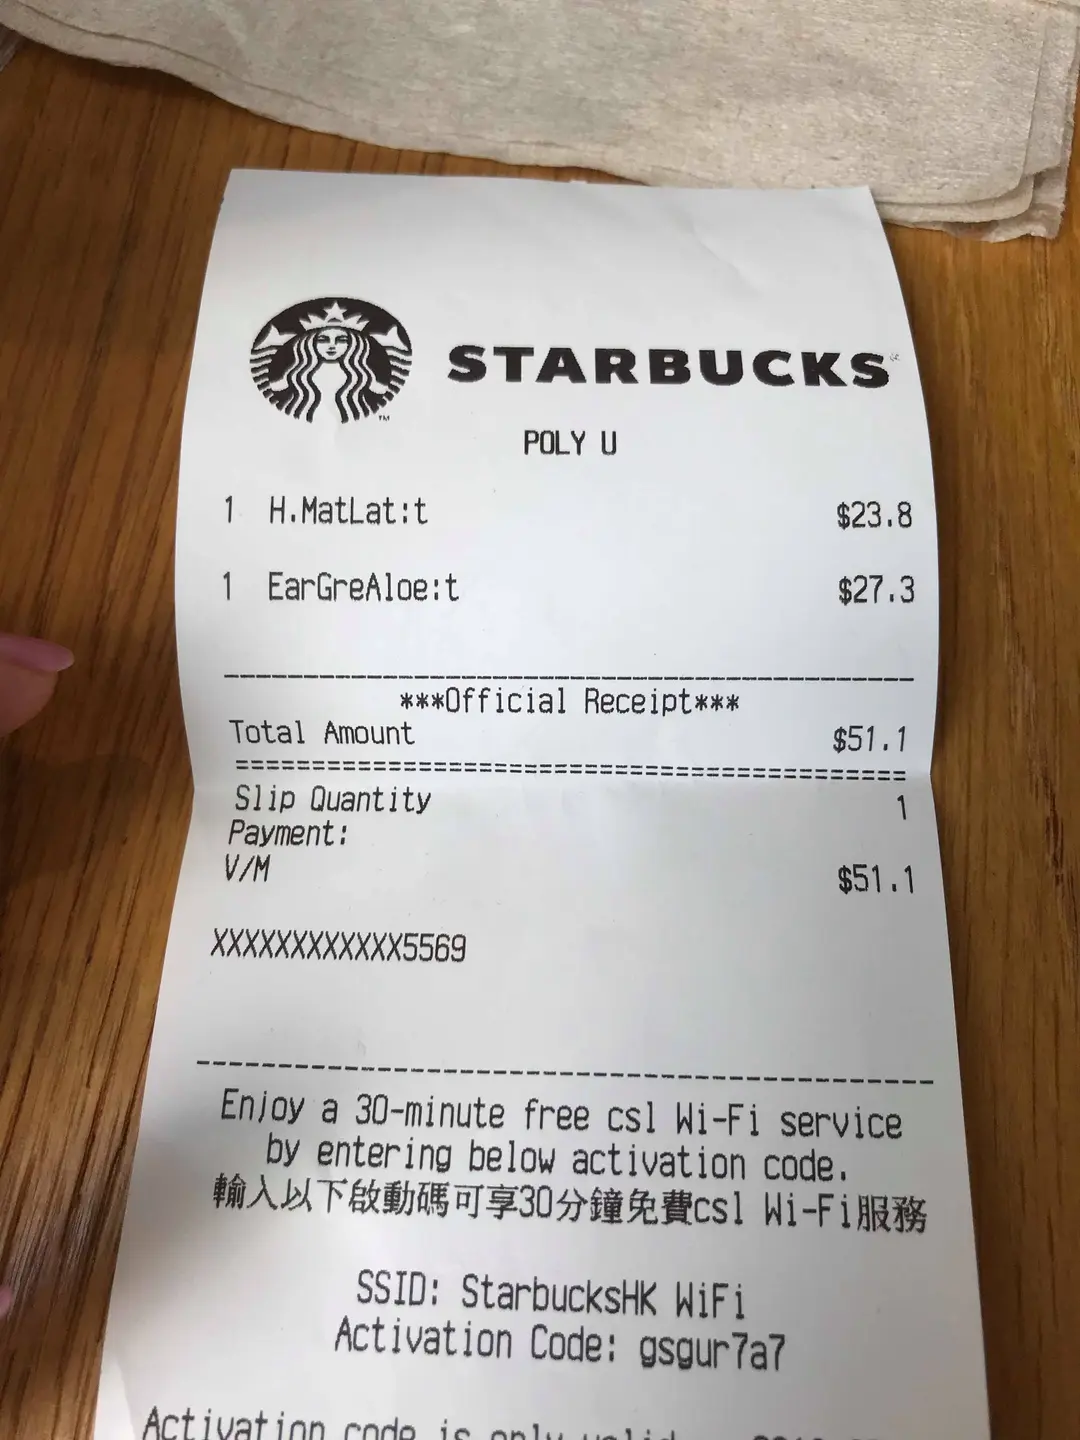 STARBUCKS
POLY U
1 H.MatLat:t $23.8
1 EarGreAloe:t $27.3
***Official Receipt***
Total Amount $51.1
Slip Quantity 1
Payment:
V/M $51.1
XXXXXXXXXXXX5569
Enjoy a 30-minute free csl Wi-Fi service
by entering below activation code.
輸入以下啟動碼可享30分鐘免費csl Wi-Fi服務
SSID: StarbucksHK WiFi
Activation Code: gsgur7a7
Activation code is only valid